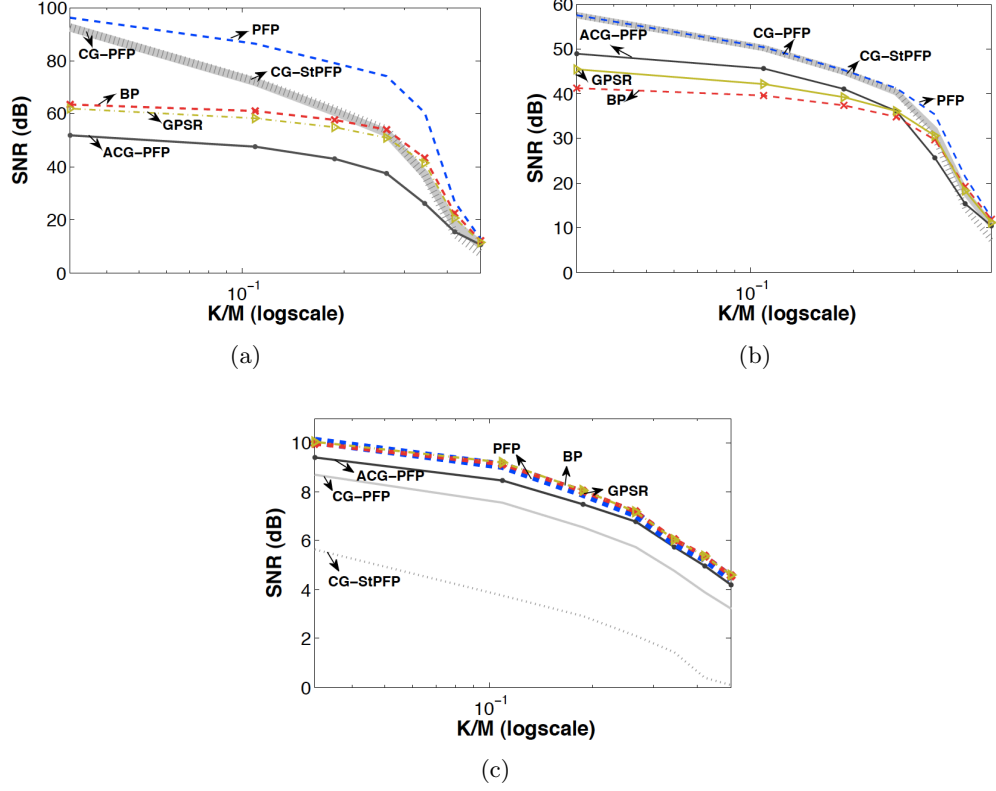 100
80
60
40
20
0
SNR (dB)
PFP
CG-PFP
CG-StPFP
BP
GPSR
ACG-PFP
10⁻¹
K/M (logscale)
(a)
60
50
40
30
20
10
0
SNR (dB)
ACG-PFP
CG-PFP
CG-StPFP
GPSR
BP
PFP
10⁻¹
K/M (logscale)
(b)
10
8
6
4
2
0
SNR (dB)
PFP
BP
ACG-PFP
GPSR
CG-PFP
CG-StPFP
10⁻¹
K/M (logscale)
(c)